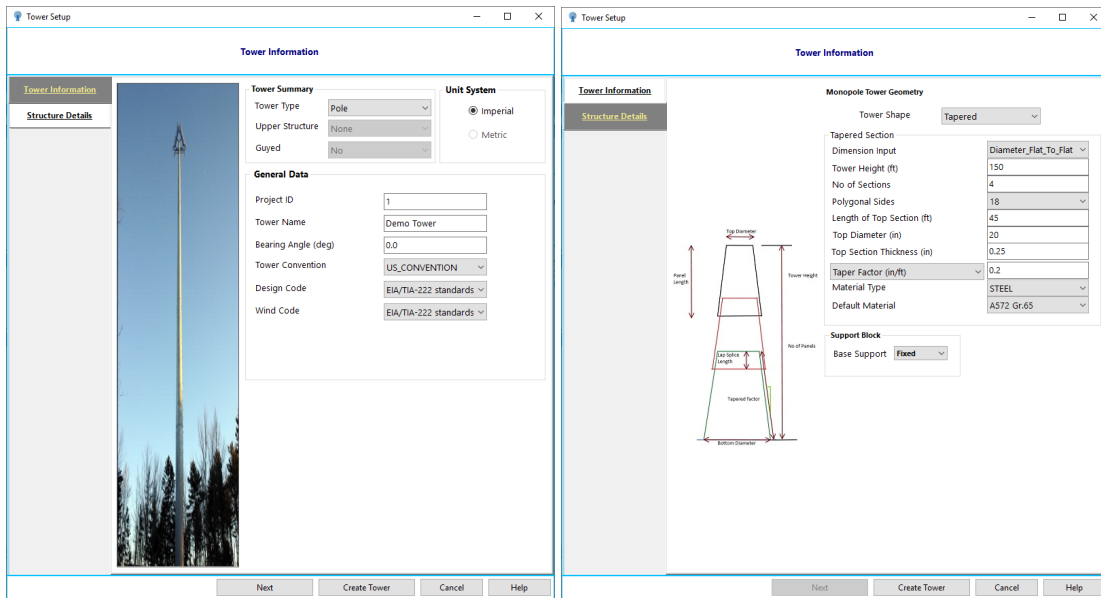 Tower Setup
Tower Information
Tower Information
Structure Details
Tower Summary
Tower Type Pole
Upper Structure None
Guyed No
Unit System
Imperial
Metric
General Data
Project ID 1
Tower Name Demo Tower
Bearing Angle (deg) 0.0
Tower Convention US_CONVENTION
Design Code EIA/TIA-222 standards
Wind Code EIA/TIA-222 standards
Next Create Tower Cancel Help
Tower Setup
Tower Information
Tower Information
Structure Details
Monopole Tower Geometry
Tower Shape Tapered
Tapered Section
Dimension Input Diameter_Flat_To_Flat
Tower Height (ft) 150
No of Sections 4
Polygonal Sides 18
Length of Top Section (ft) 45
Top Diameter (in) 20
Top Section Thickness (in) 0.25
Taper Factor (in/ft) 0.2
Material Type STEEL
Default Material A572 Gr.65
Support Block
Base Support Fixed
Top Diameter
Panel
Length
Tower Height
No of Panels
Lap Splice
Length
Tapered factor
Bottom Diameter
Next Create Tower Cancel Help